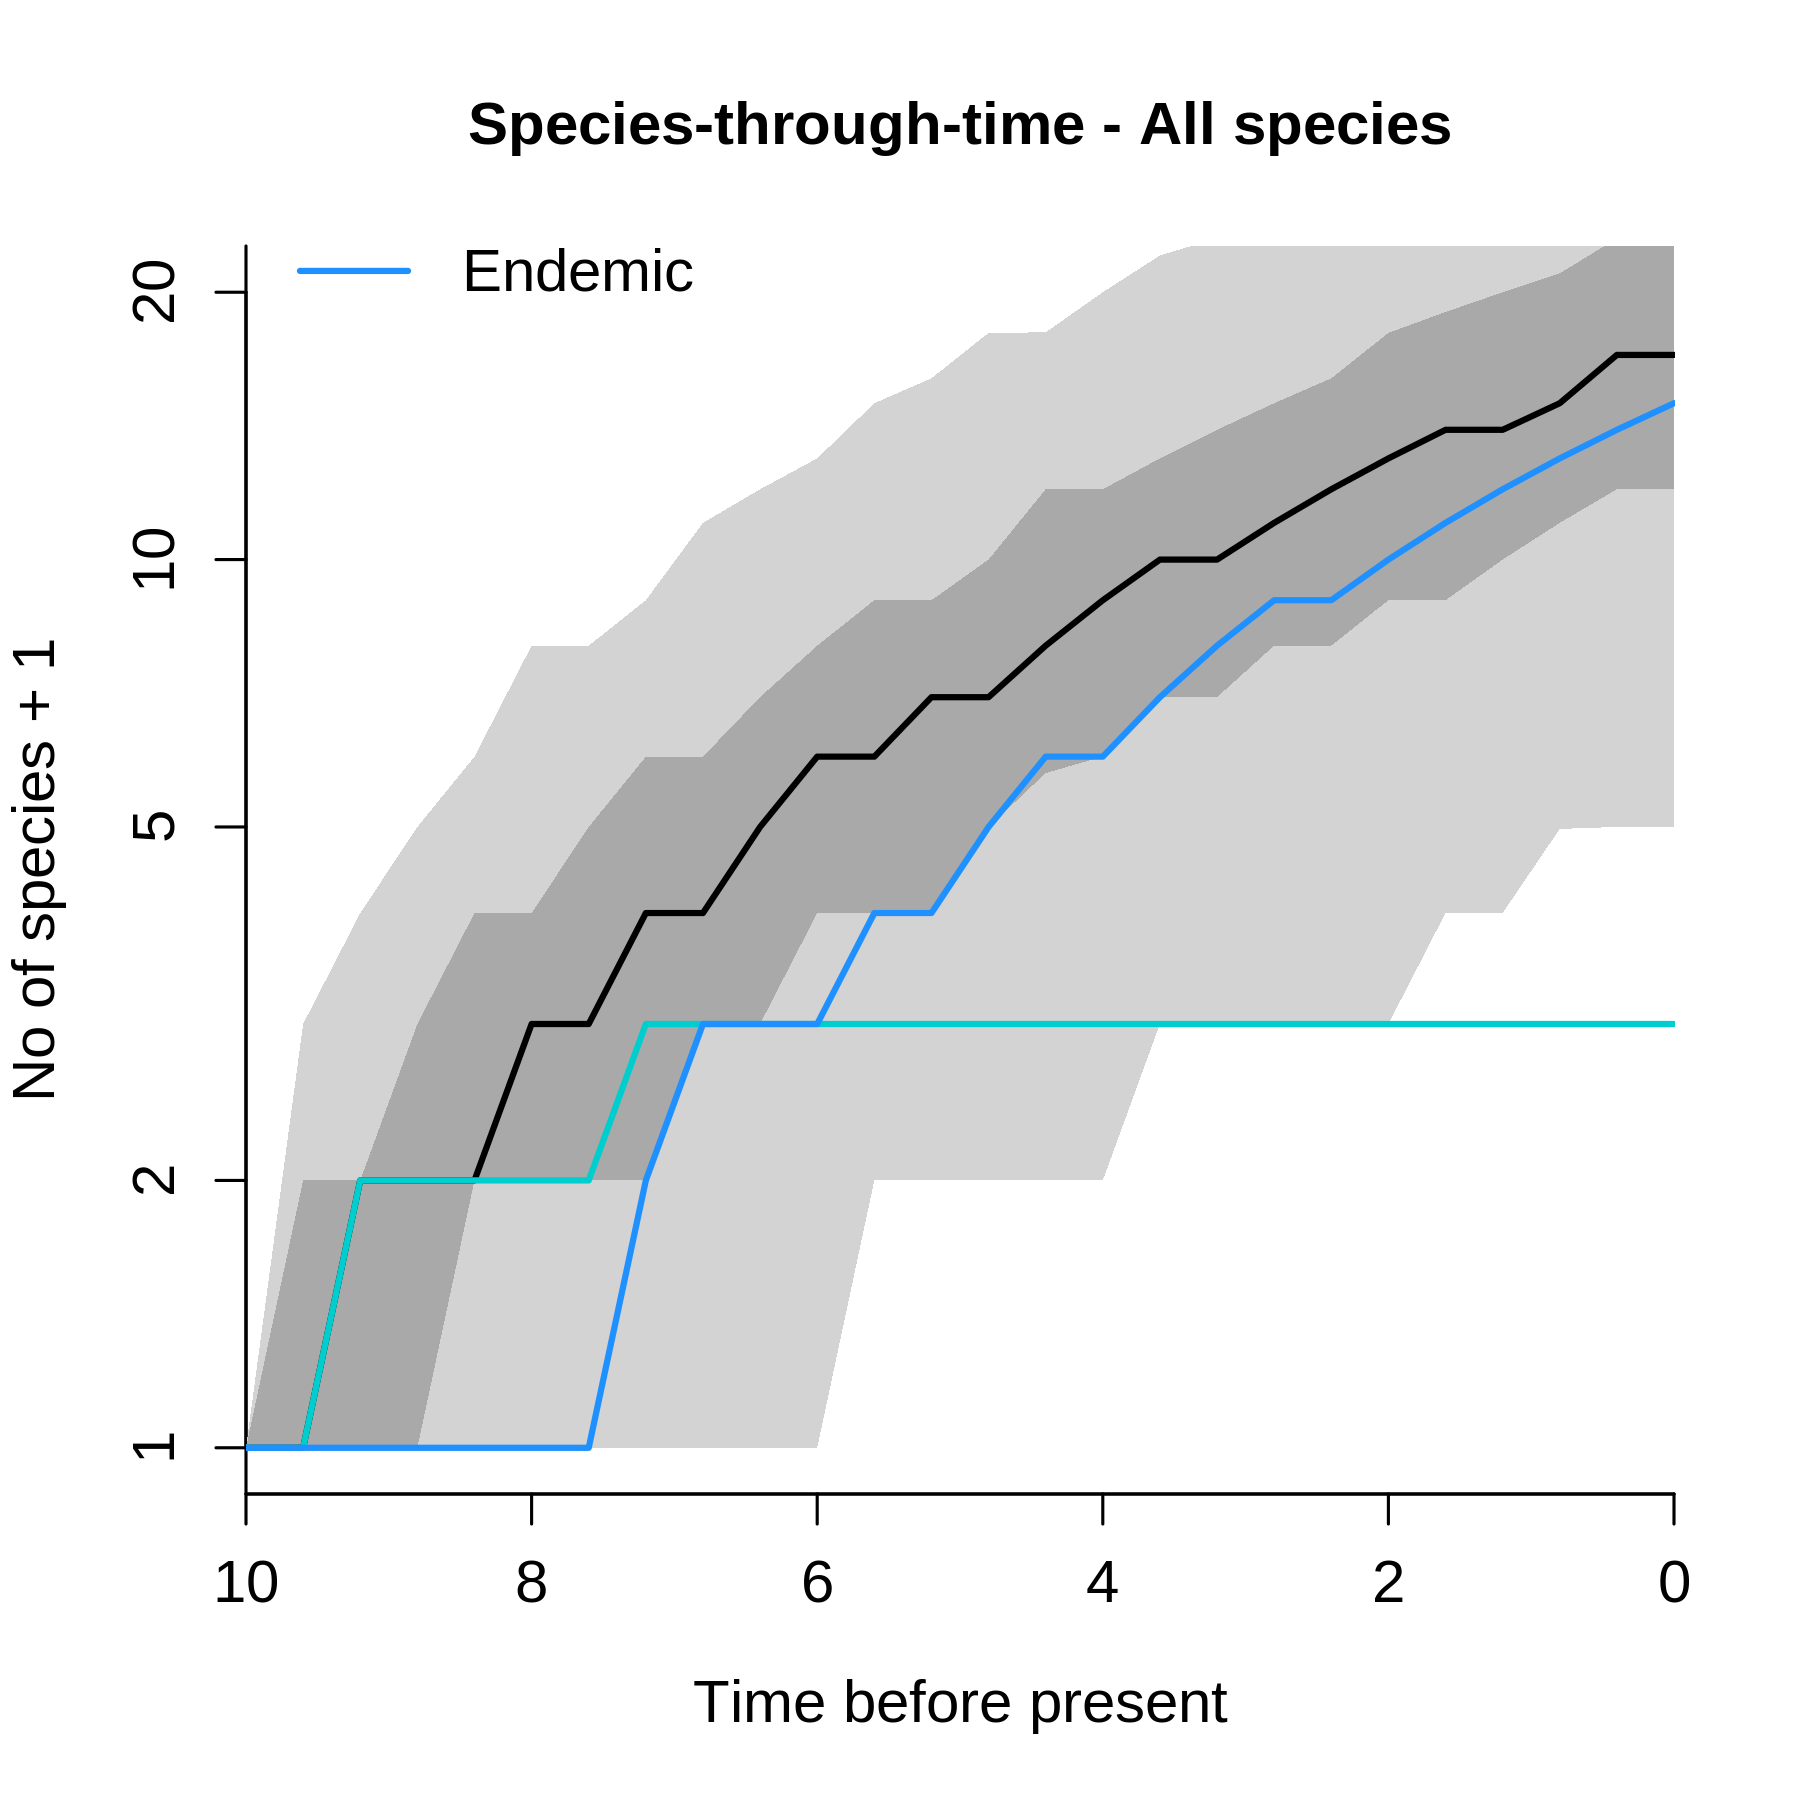 Species-through-time - All species
Endemic
No of species + 1
20
10
5
2
1
10 8 6 4 2 0
Time before present